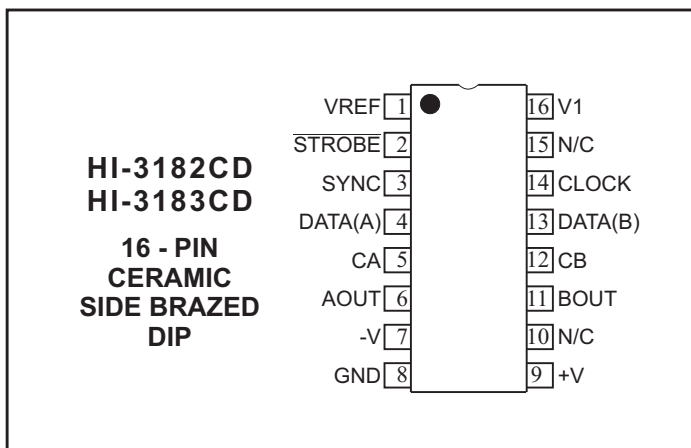 HI-3182CD
HI-3183CD
16 - PIN
CERAMIC
SIDE BRAZED
DIP
VREF 1
STROBE 2
SYNC 3
DATA(A) 4
CA 5
AOUT 6
-V 7
GND 8
16 V1
15 N/C
14 CLOCK
13 DATA(B)
12 CB
11 BOUT
10 N/C
9 +V